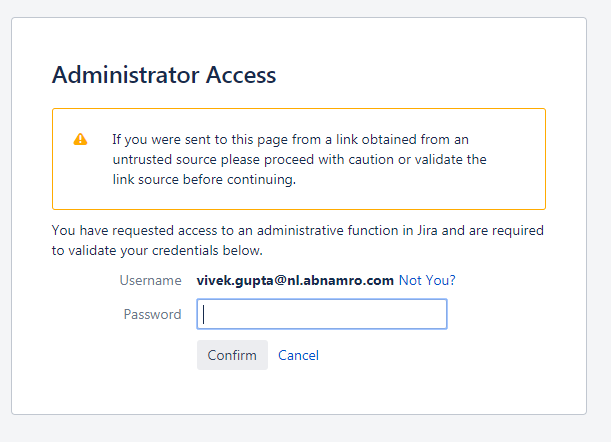 Administrator Access
If you were sent to this page from a link obtained from an
untrusted source please proceed with caution or validate the
link source before continuing.
You have requested access to an administrative function in Jira and are required
to validate your credentials below.
Username vivek.gupta@nl.abnamro.com Not You?
Password
Confirm Cancel